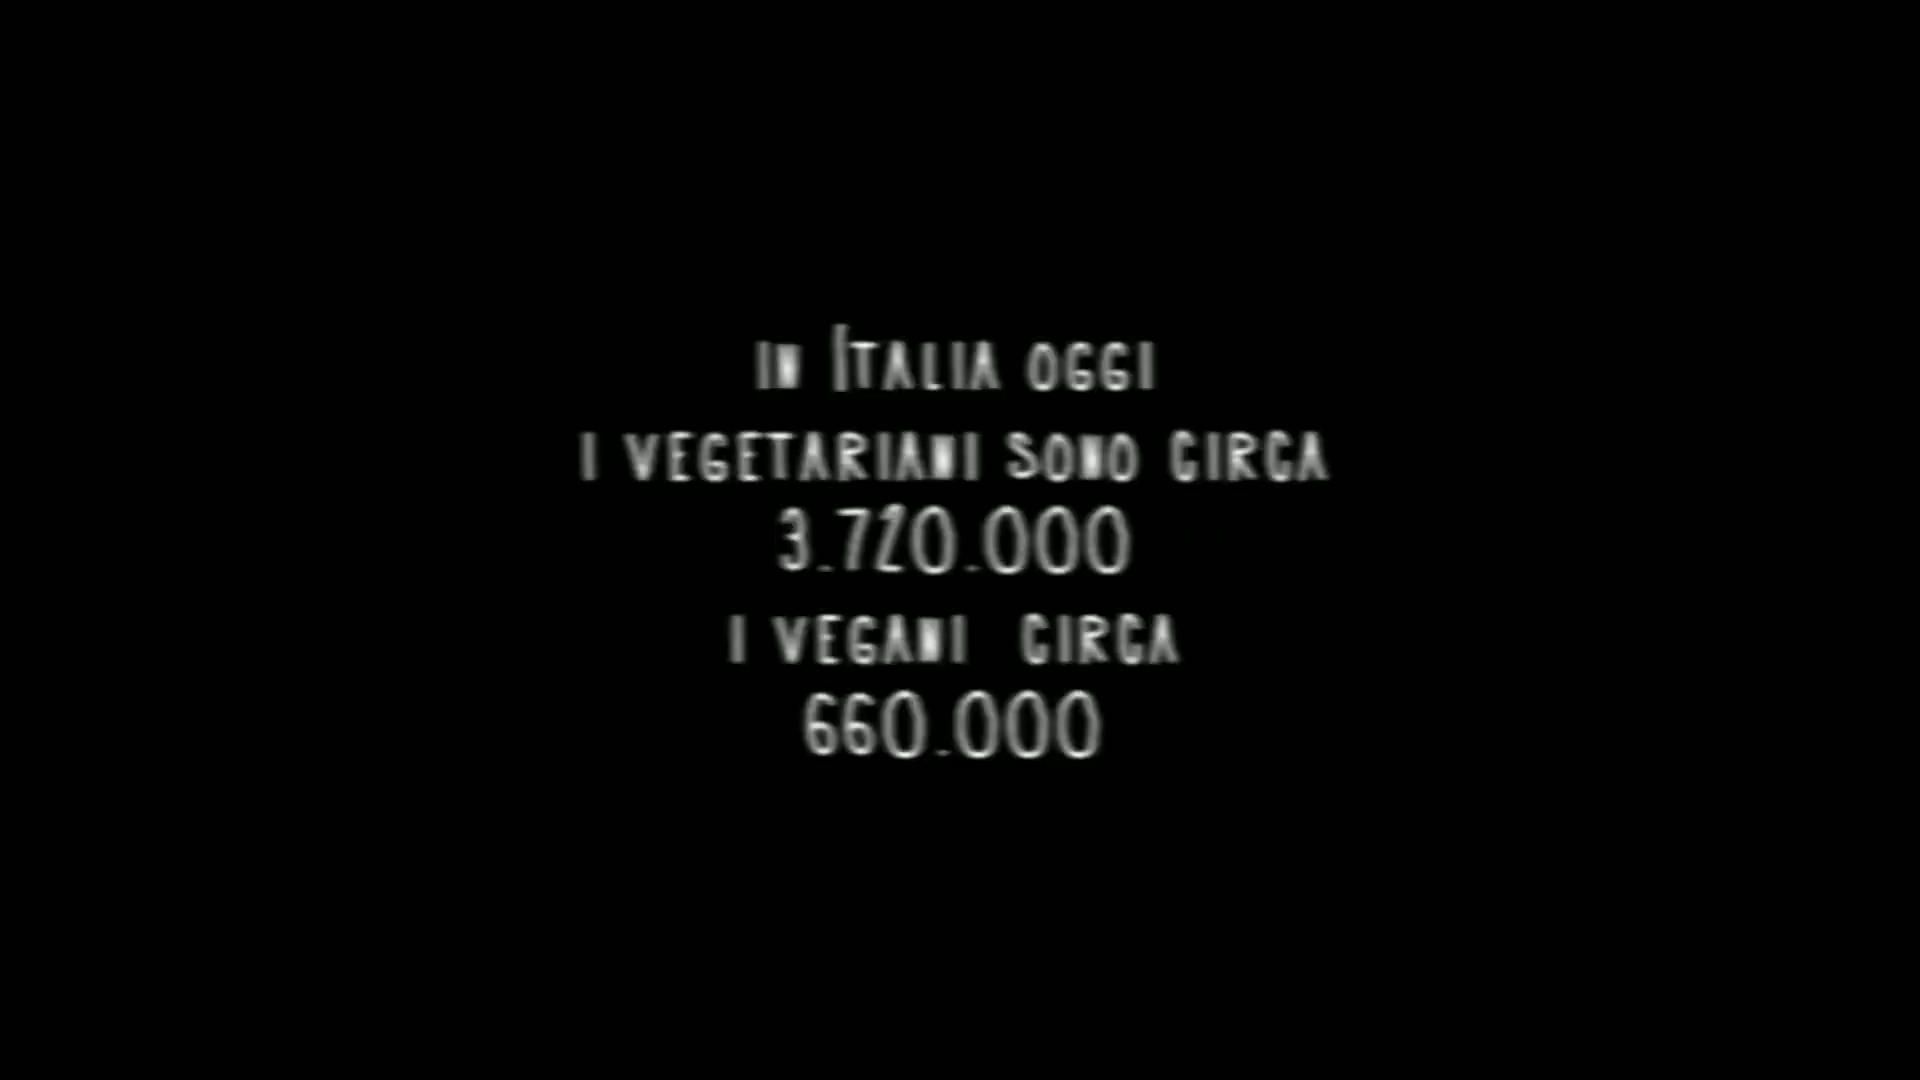 in Italia oggi
i vegetariani sono circa
3.720.000
i vegani circa
660.000